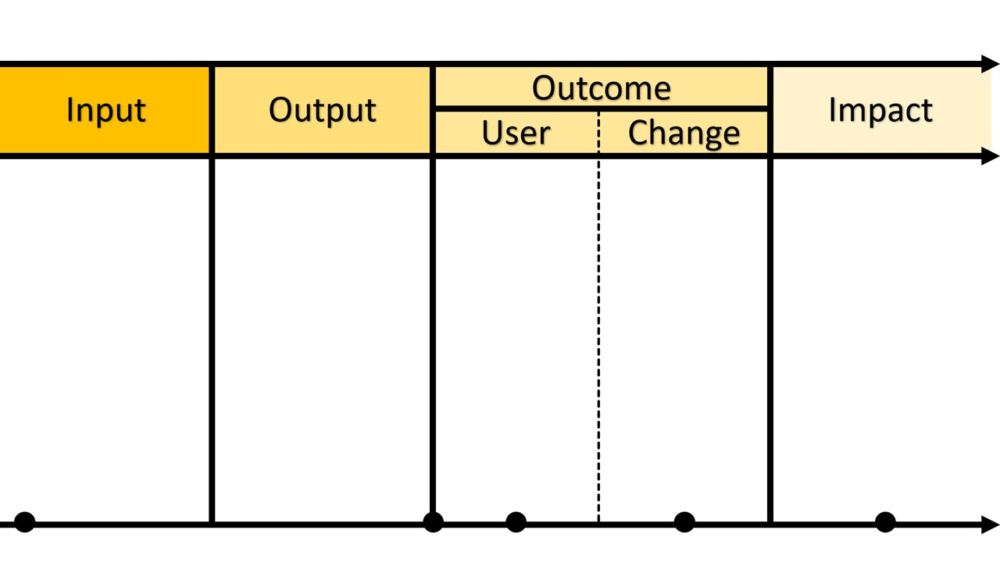 Input
Output
Outcome
User
Change
Impact